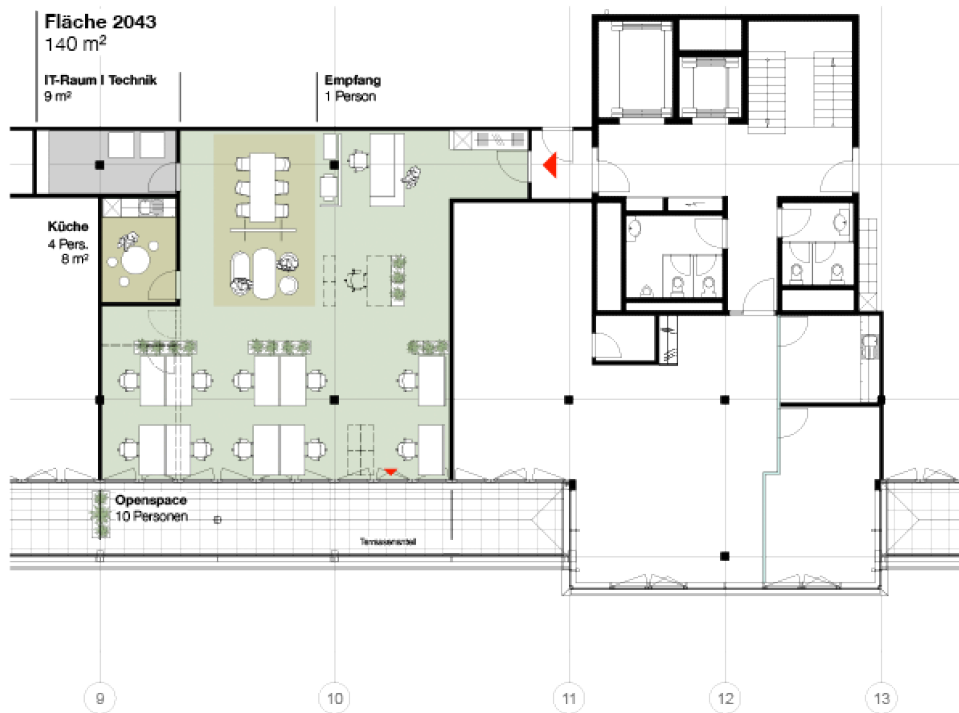 Fläche 2043
140 m²
IT-Raum I Technik
9 m²
Empfang
1 Person
Küche
4 Pers.
8 m²
Openspace
10 Personen
Terrassenanteil
9
10
11
12
13